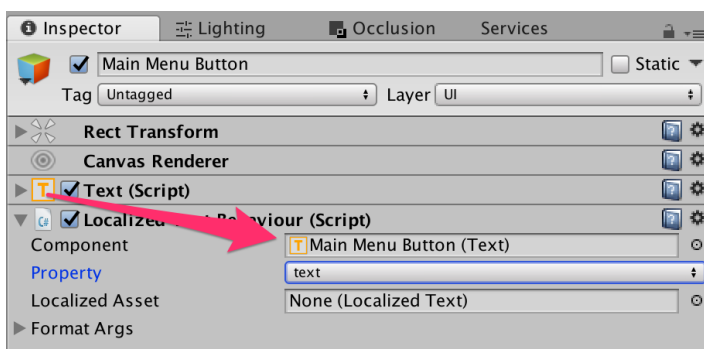 Inspector Lighting Occlusion Services
Main Menu Button Static
Tag Untagged Layer UI
Rect Transform
Canvas Renderer
T Text (Script)
C# Localized Behaviour (Script)
Component T Main Menu Button (Text)
Property text
Localized Asset None (Localized Text)
Format Args